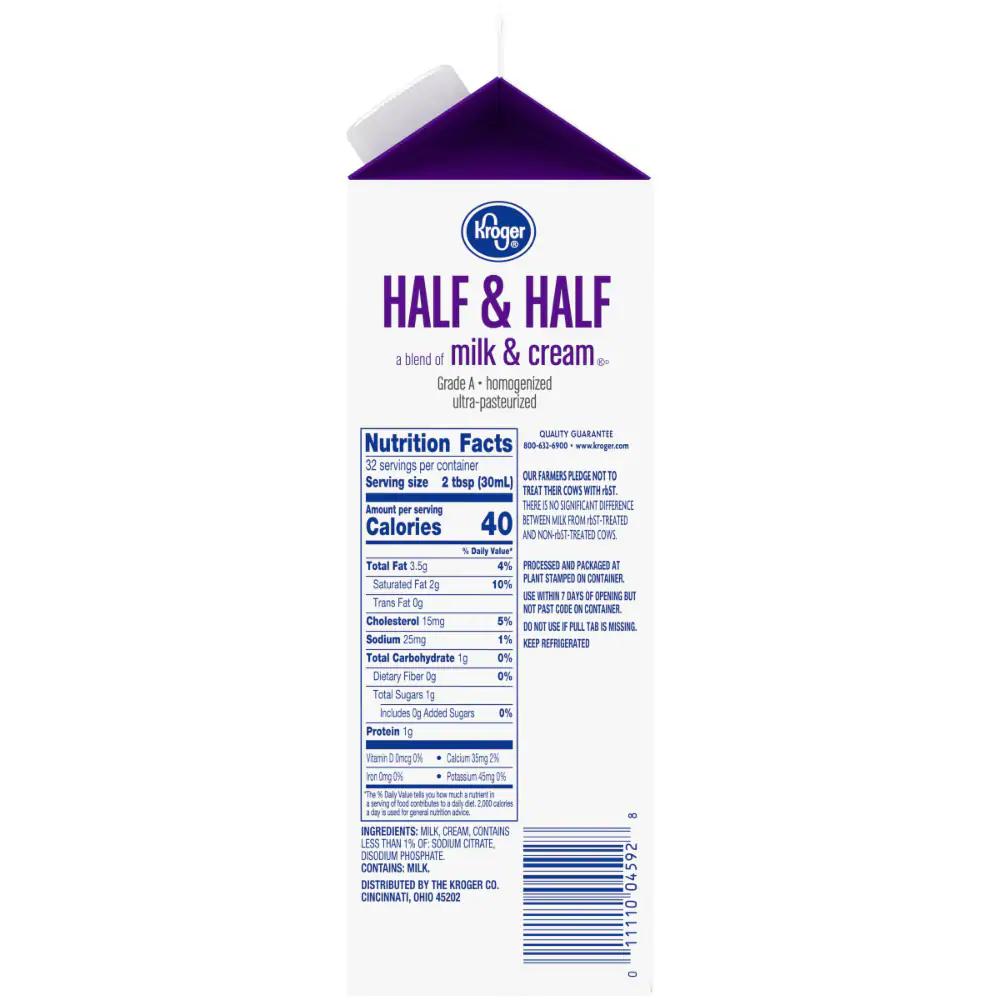 Kröger
®
HALF & HALF
a blend of milk & cream
Grade A • homogenized
ultra-pasteurized
Nutrition Facts
32 servings per container
Serving size 2 tbsp (30mL)
Amount per serving
Calories 40
% Daily Value*
Total Fat 3.5g 4%
Saturated Fat 2g 10%
Trans Fat 0g
Cholesterol 15mg 5%
Sodium 25mg 1%
Total Carbohydrate 1g 0%
Dietary Fiber 0g 0%
Total Sugars 1g
Includes 0g Added Sugars 0%
Protein 1g
Vitamin D 0mcg 0% • Calcium 35mg 2%
Iron 0mg 0% • Potassium 45mg 0%
*The % Daily Value tells you how much a nutrient in
a serving of food contributes to a daily diet. 2,000 calories
a day is used for general nutrition advice.
INGREDIENTS: MILK, CREAM, CONTAINS
LESS THAN 1% OF: SODIUM CITRATE,
DISODIUM PHOSPHATE.
CONTAINS: MILK.
DISTRIBUTED BY THE KROGER CO.
CINCINNATI, OHIO 45202
QUALITY GUARANTEE
800-632-6900 • www.kroger.com
OUR FARMERS PLEDGE NOT TO
TREAT THEIR COWS WITH rbST.
THERE IS NO SIGNIFICANT DIFFERENCE
BETWEEN MILK FROM rbST-TREATED
AND NON-rbST-TREATED COWS.
PROCESSED AND PACKAGED AT
PLANT STAMPED ON CONTAINER.
USE WITHIN 7 DAYS OF OPENING BUT
NOT PAST CODE ON CONTAINER.
DO NOT USE IF PULL TAB IS MISSING.
KEEP REFRIGERATED
0 11110 04592 8